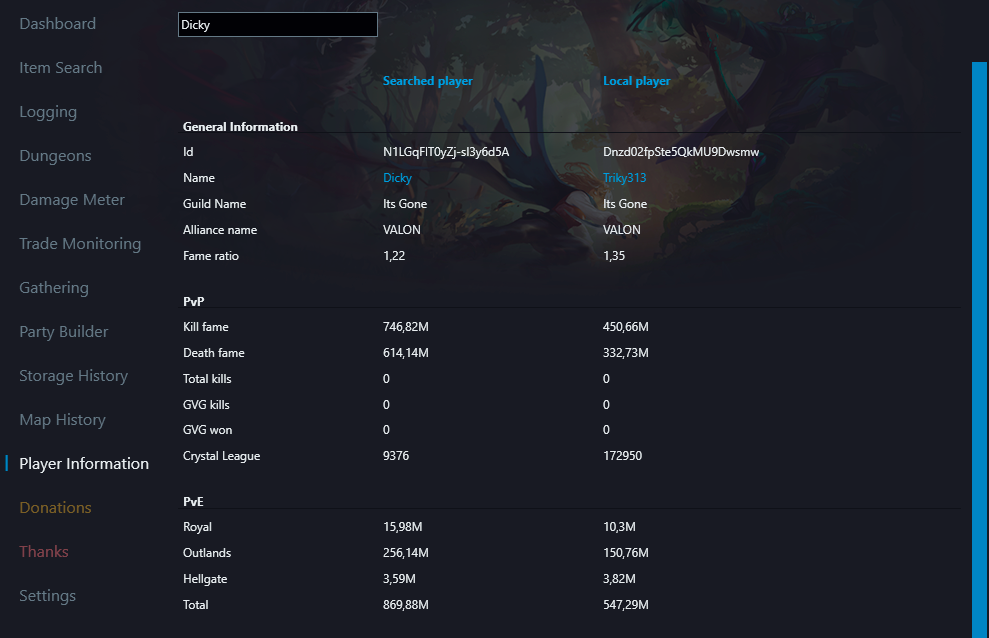 Dashboard
Item Search
Logging
Dungeons
Damage Meter
Trade Monitoring
Gathering
Party Builder
Storage History
Map History
Player Information
Donations
Thanks
Settings
Dicky
Searched player Local player
General Information
Id N1LGqFlT0yZj-sI3y6d5A Dnzd02fpSte5QkMU9Dwsmw
Name Dicky Triky313
Guild Name Its Gone Its Gone
Alliance name VALON VALON
Fame ratio 1,22 1,35
PvP
Kill fame 746,82M 450,66M
Death fame 614,14M 332,73M
Total kills 0 0
GVG kills 0 0
GVG won 0 0
Crystal League 9376 172950
PvE
Royal 15,98M 10,3M
Outlands 256,14M 150,76M
Hellgate 3,59M 3,82M
Total 869,88M 547,29M